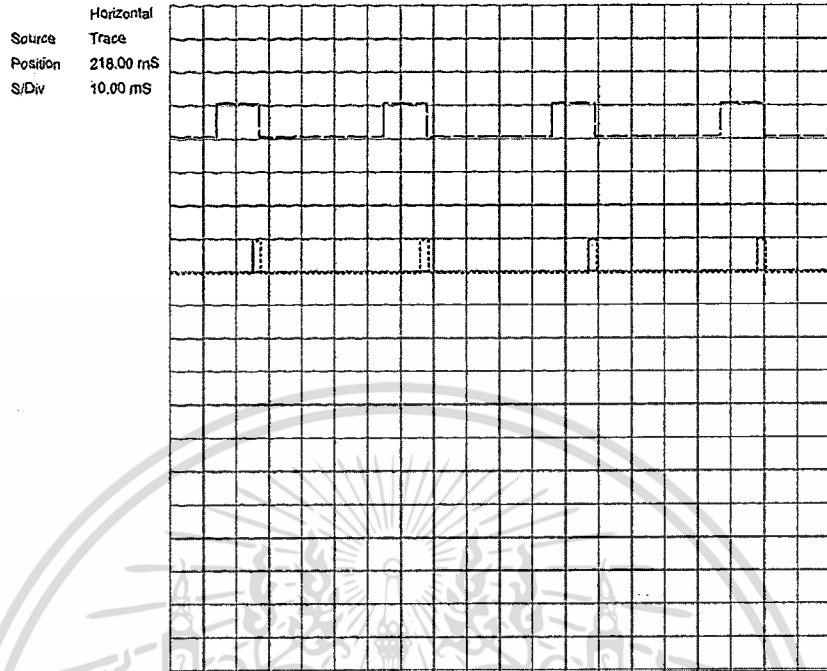 Horizontal
Source Trace
Position 218.00 mS
S/Div 10.00 mS